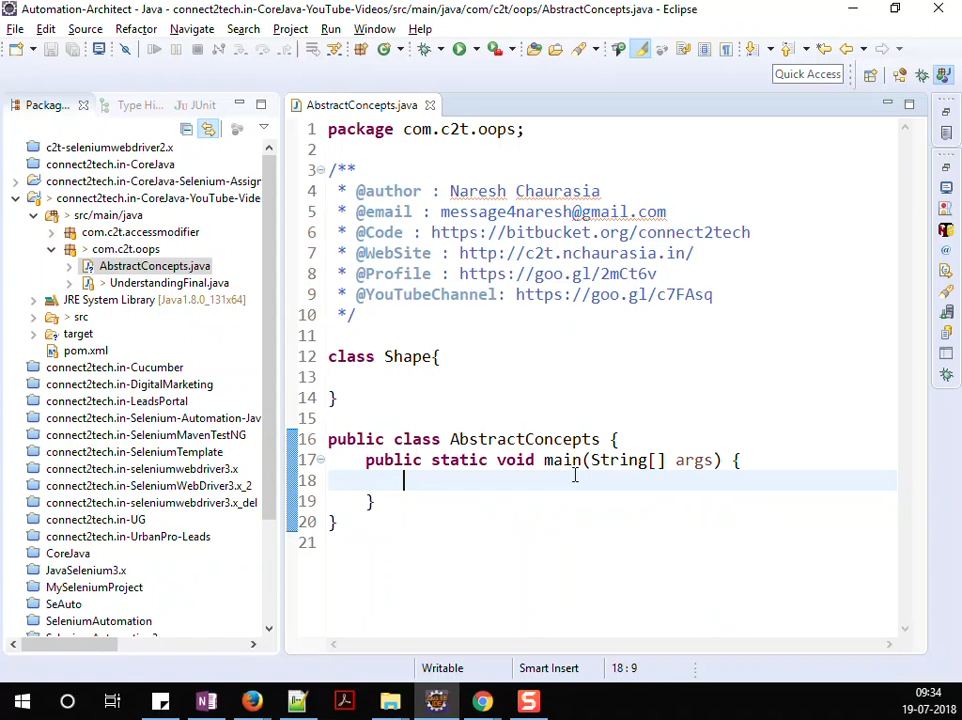 Automation-Architect - Java - connect2tech.in-CoreJava-YouTube-Videos/src/main/java/com/c2t/oops/AbstractConcepts.java - Eclipse
File Edit Source Refactor Navigate Search Project Run Window Help
Quick Access
Packag...
Type Hi...
JUnit
c2t-seleniumwebdriver2.x
connect2tech.in-CoreJava
connect2tech.in-CoreJava-Selenium-Assign
> connect2tech.in-CoreJava-YouTube-Vide
> src/main/java
com.c2t.accessmodifier
> com.c2t.oops
AbstractConcepts.java
> UnderstandingFinal.java
JRE System Library [Java1.8.0_131x64]
> src
target
pom.xml
connect2tech.in-Cucumber
connect2tech.in-DigitalMarketing
connect2tech.in-LeadsPortal
connect2tech.in-Selenium-Automation-Jav
connect2tech.in-SeleniumMavenTestNG
connect2tech.in-SeleniumTemplate
connect2tech.in-seleniumwebdriver3.x
connect2tech.in-SeleniumWebDriver3.x_2
connect2tech.in-seleniumwebdriver3.x_del
connect2tech.in-UG
connect2tech.in-UrbanPro-Leads
CoreJava
JavaSelenium3.x
MySeleniumProject
SeAuto
SeleniumAutomation
AbstractConcepts.java
1 package com.c2t.oops;
2
3 /**
4 * @author : Naresh Chaurasia
5 * @email : message4naresh@gmail.com
6 * @Code : https://bitbucket.org/connect2tech
7 * @WebSite : http://c2t.nchaurasia.in/
8 * @Profile : https://goo.gl/2mCt6v
9 * @YouTubeChannel: https://goo.gl/c7FAsq
10 */
11
12 class Shape{
13
14 }
15
16 public class AbstractConcepts {
17 public static void main(String[] args) {
18
19 }
20 }
21
Writable
Smart Insert
18 : 9
09:34
19-07-2018